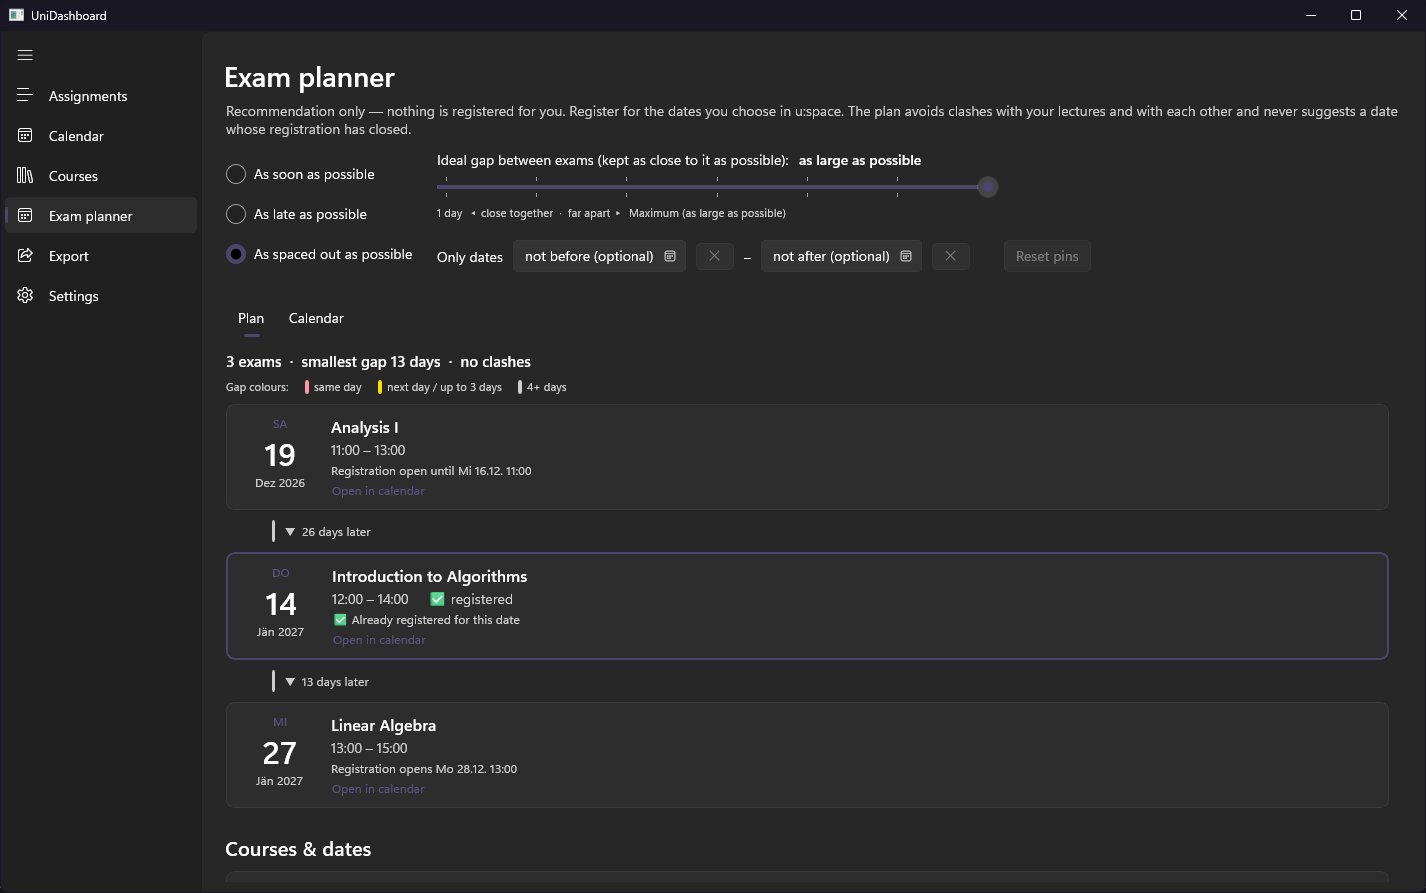 UniDashboard
Assignments
Calendar
Courses
Exam planner
Export
Settings
Exam planner
Recommendation only — nothing is registered for you. Register for the dates you choose in u:space. The plan avoids clashes with your lectures and with each other and never suggests a date
whose registration has closed.
As soon as possible
As late as possible
As spaced out as possible
Ideal gap between exams (kept as close to it as possible): as large as possible
1 day ◂ close together · far apart ▸ Maximum (as large as possible)
Only dates not before (optional) – not after (optional) Reset pins
Plan Calendar
3 exams · smallest gap 13 days · no clashes
Gap colours: same day next day / up to 3 days 4+ days
SA
19
Dez 2026
Analysis I
11:00 – 13:00
Registration open until Mi 16.12. 11:00
Open in calendar
▼ 26 days later
DO
14
Jän 2027
Introduction to Algorithms
12:00 – 14:00 ✅ registered
✅ Already registered for this date
Open in calendar
▼ 13 days later
MI
27
Jän 2027
Linear Algebra
13:00 – 15:00
Registration opens Mo 28.12. 13:00
Open in calendar
Courses & dates